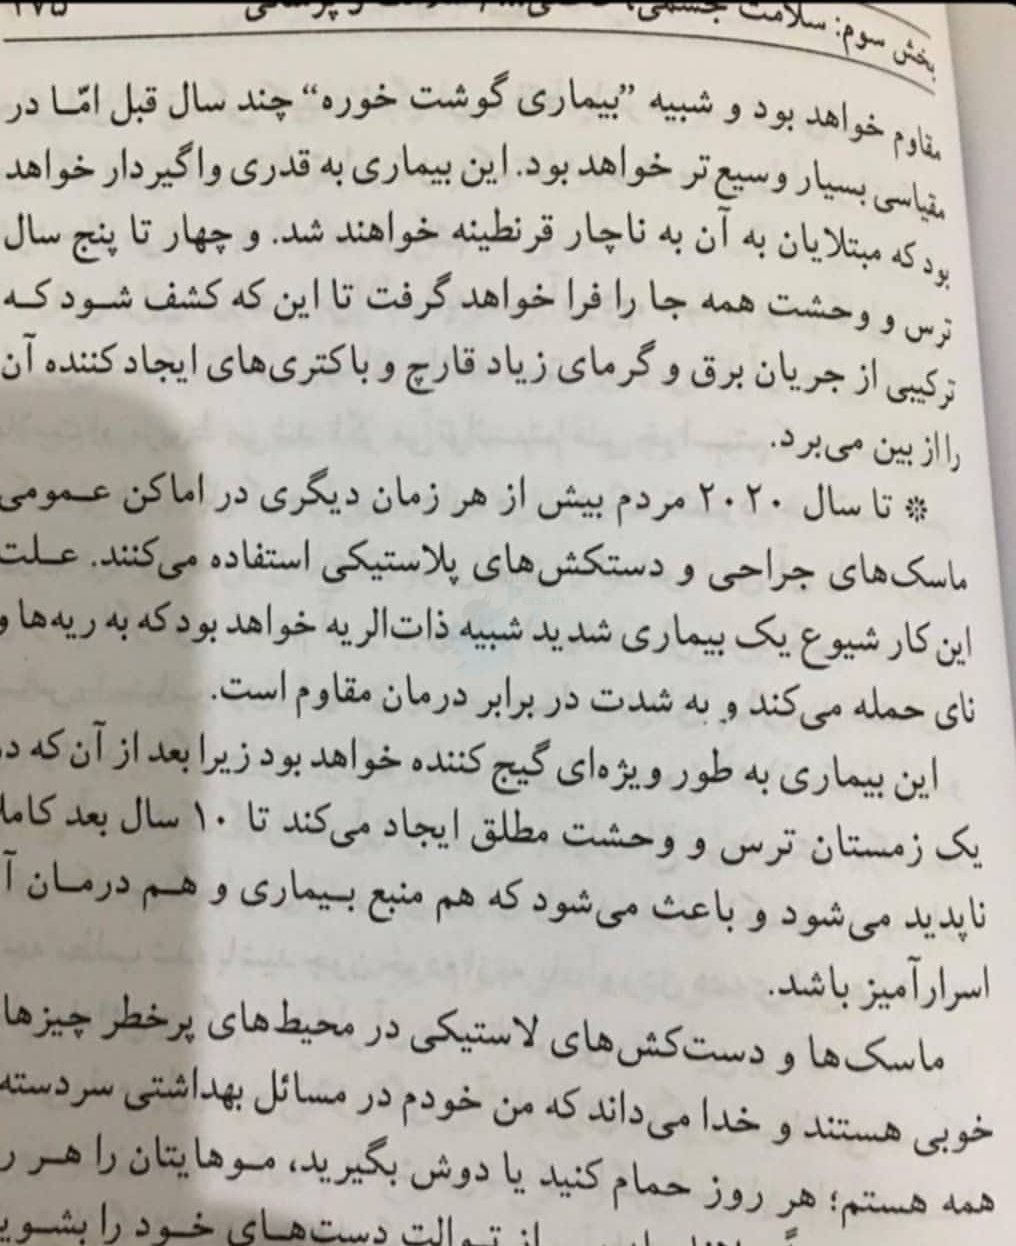 بخش سوم: سلامت جسمی، ۲۷۵
مقاوم خواهد بود و شبیه “بیماری گوشت خوره” چند سال قبل امّا در
مقیاسی بسیار وسیع‌تر خواهد بود. این بیماری به قدری واگیردار خواهد
بود که مبتلایان به آن به ناچار قرنطینه خواهند شد. و چهار تا پنج سال
ترس و وحشت همه جا را فرا خواهد گرفت تا این که کشف شود که
ترکیبی از جریان برق و گرمای زیاد قارچ و باکتری‌های ایجاد کننده آن
را از بین می‌برد.
❊ تا سال ۲۰۲۰ مردم بیش از هر زمان دیگری در اماکن عمومی
ماسک‌های جراحی و دستکش‌های پلاستیکی استفاده می‌کنند. علت
این کار شیوع یک بیماری شدید شبیه ذات‌الریه خواهد بود که به ریه‌ها و
نای حمله می‌کند و به شدت در برابر درمان مقاوم است.
این بیماری به طور ویژه‌ای گیج کننده خواهد بود زیرا بعد از آن که در
یک زمستان ترس و وحشت مطلق ایجاد می‌کند تا ۱۰ سال بعد کاملا
ناپدید می‌شود و باعث می‌شود که هم منبع بیماری و هم درمان آ
اسرارآمیز باشد.
ماسک‌ها و دست‌کش‌های لاستیکی در محیط‌های پرخطر چیزها
خوبی هستند و خدا می‌داند که من خودم در مسائل بهداشتی سردسته
همه هستم؛ هر روز حمام کنید یا دوش بگیرید، موهایتان را هر ر
از توالت دست‌های خود را بشوی